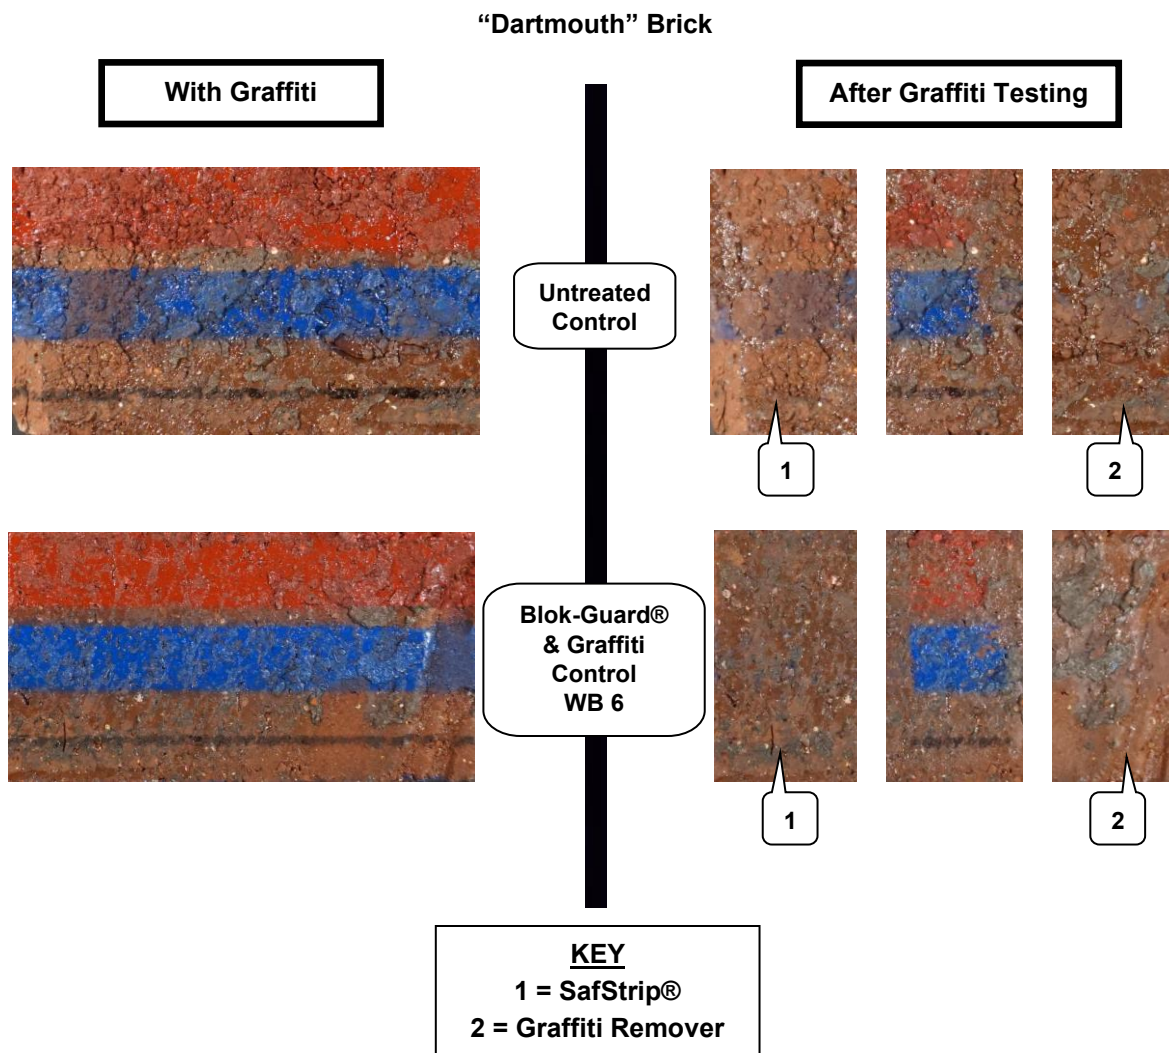 “Dartmouth” Brick
With Graffiti
After Graffiti Testing
Untreated
Control
1
2
Blok-Guard®
& Graffiti
Control
WB 6
1
2
KEY
1 = SafStrip®
2 = Graffiti Remover